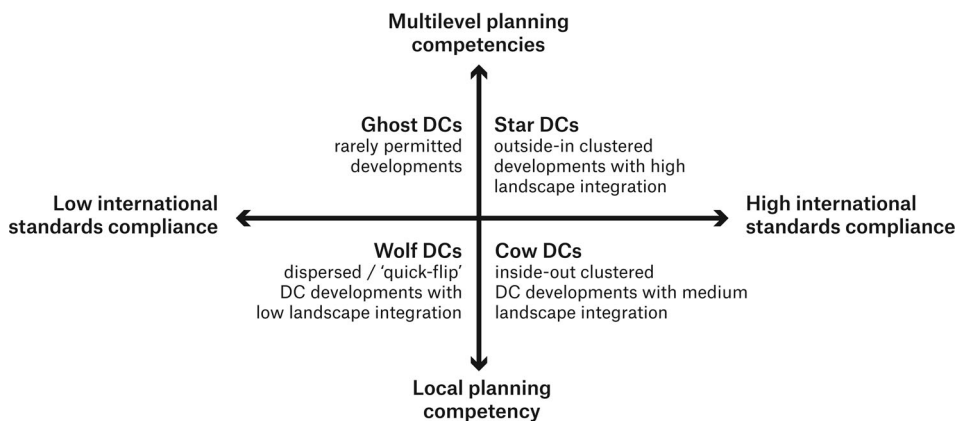 Multilevel planning
competencies
Ghost DCs
rarely permitted
developments
Star DCs
outside-in clustered
developments with high
landscape integration
Low international
standards compliance
High international
standards compliance
Wolf DCs
dispersed / ‘quick-flip’
DC developments with
low landscape integration
Cow DCs
inside-out clustered
DC developments with medium
landscape integration
Local planning
competency